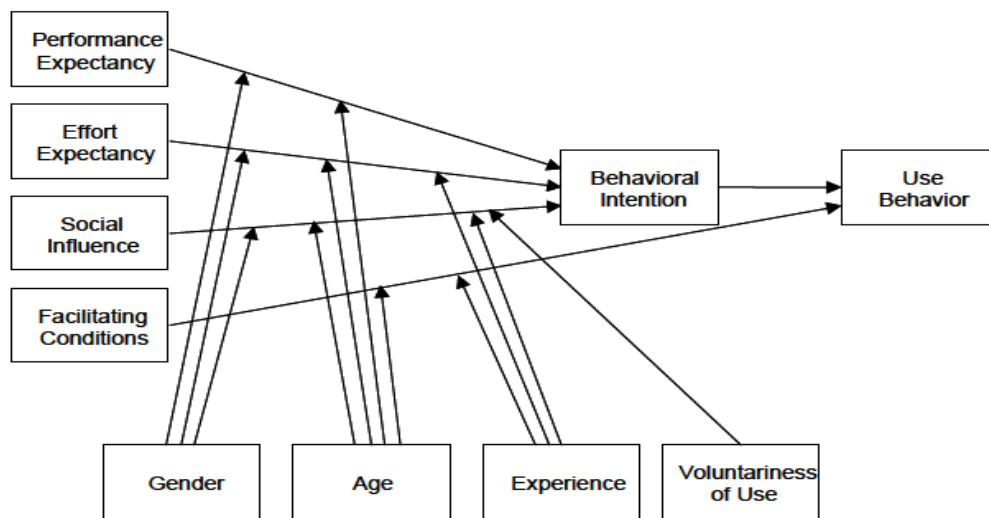 Performance
Expectancy
Effort
Expectancy
Social
Influence
Facilitating
Conditions
Behavioral
Intention
Use
Behavior
Gender
Age
Experience
Voluntariness
of Use